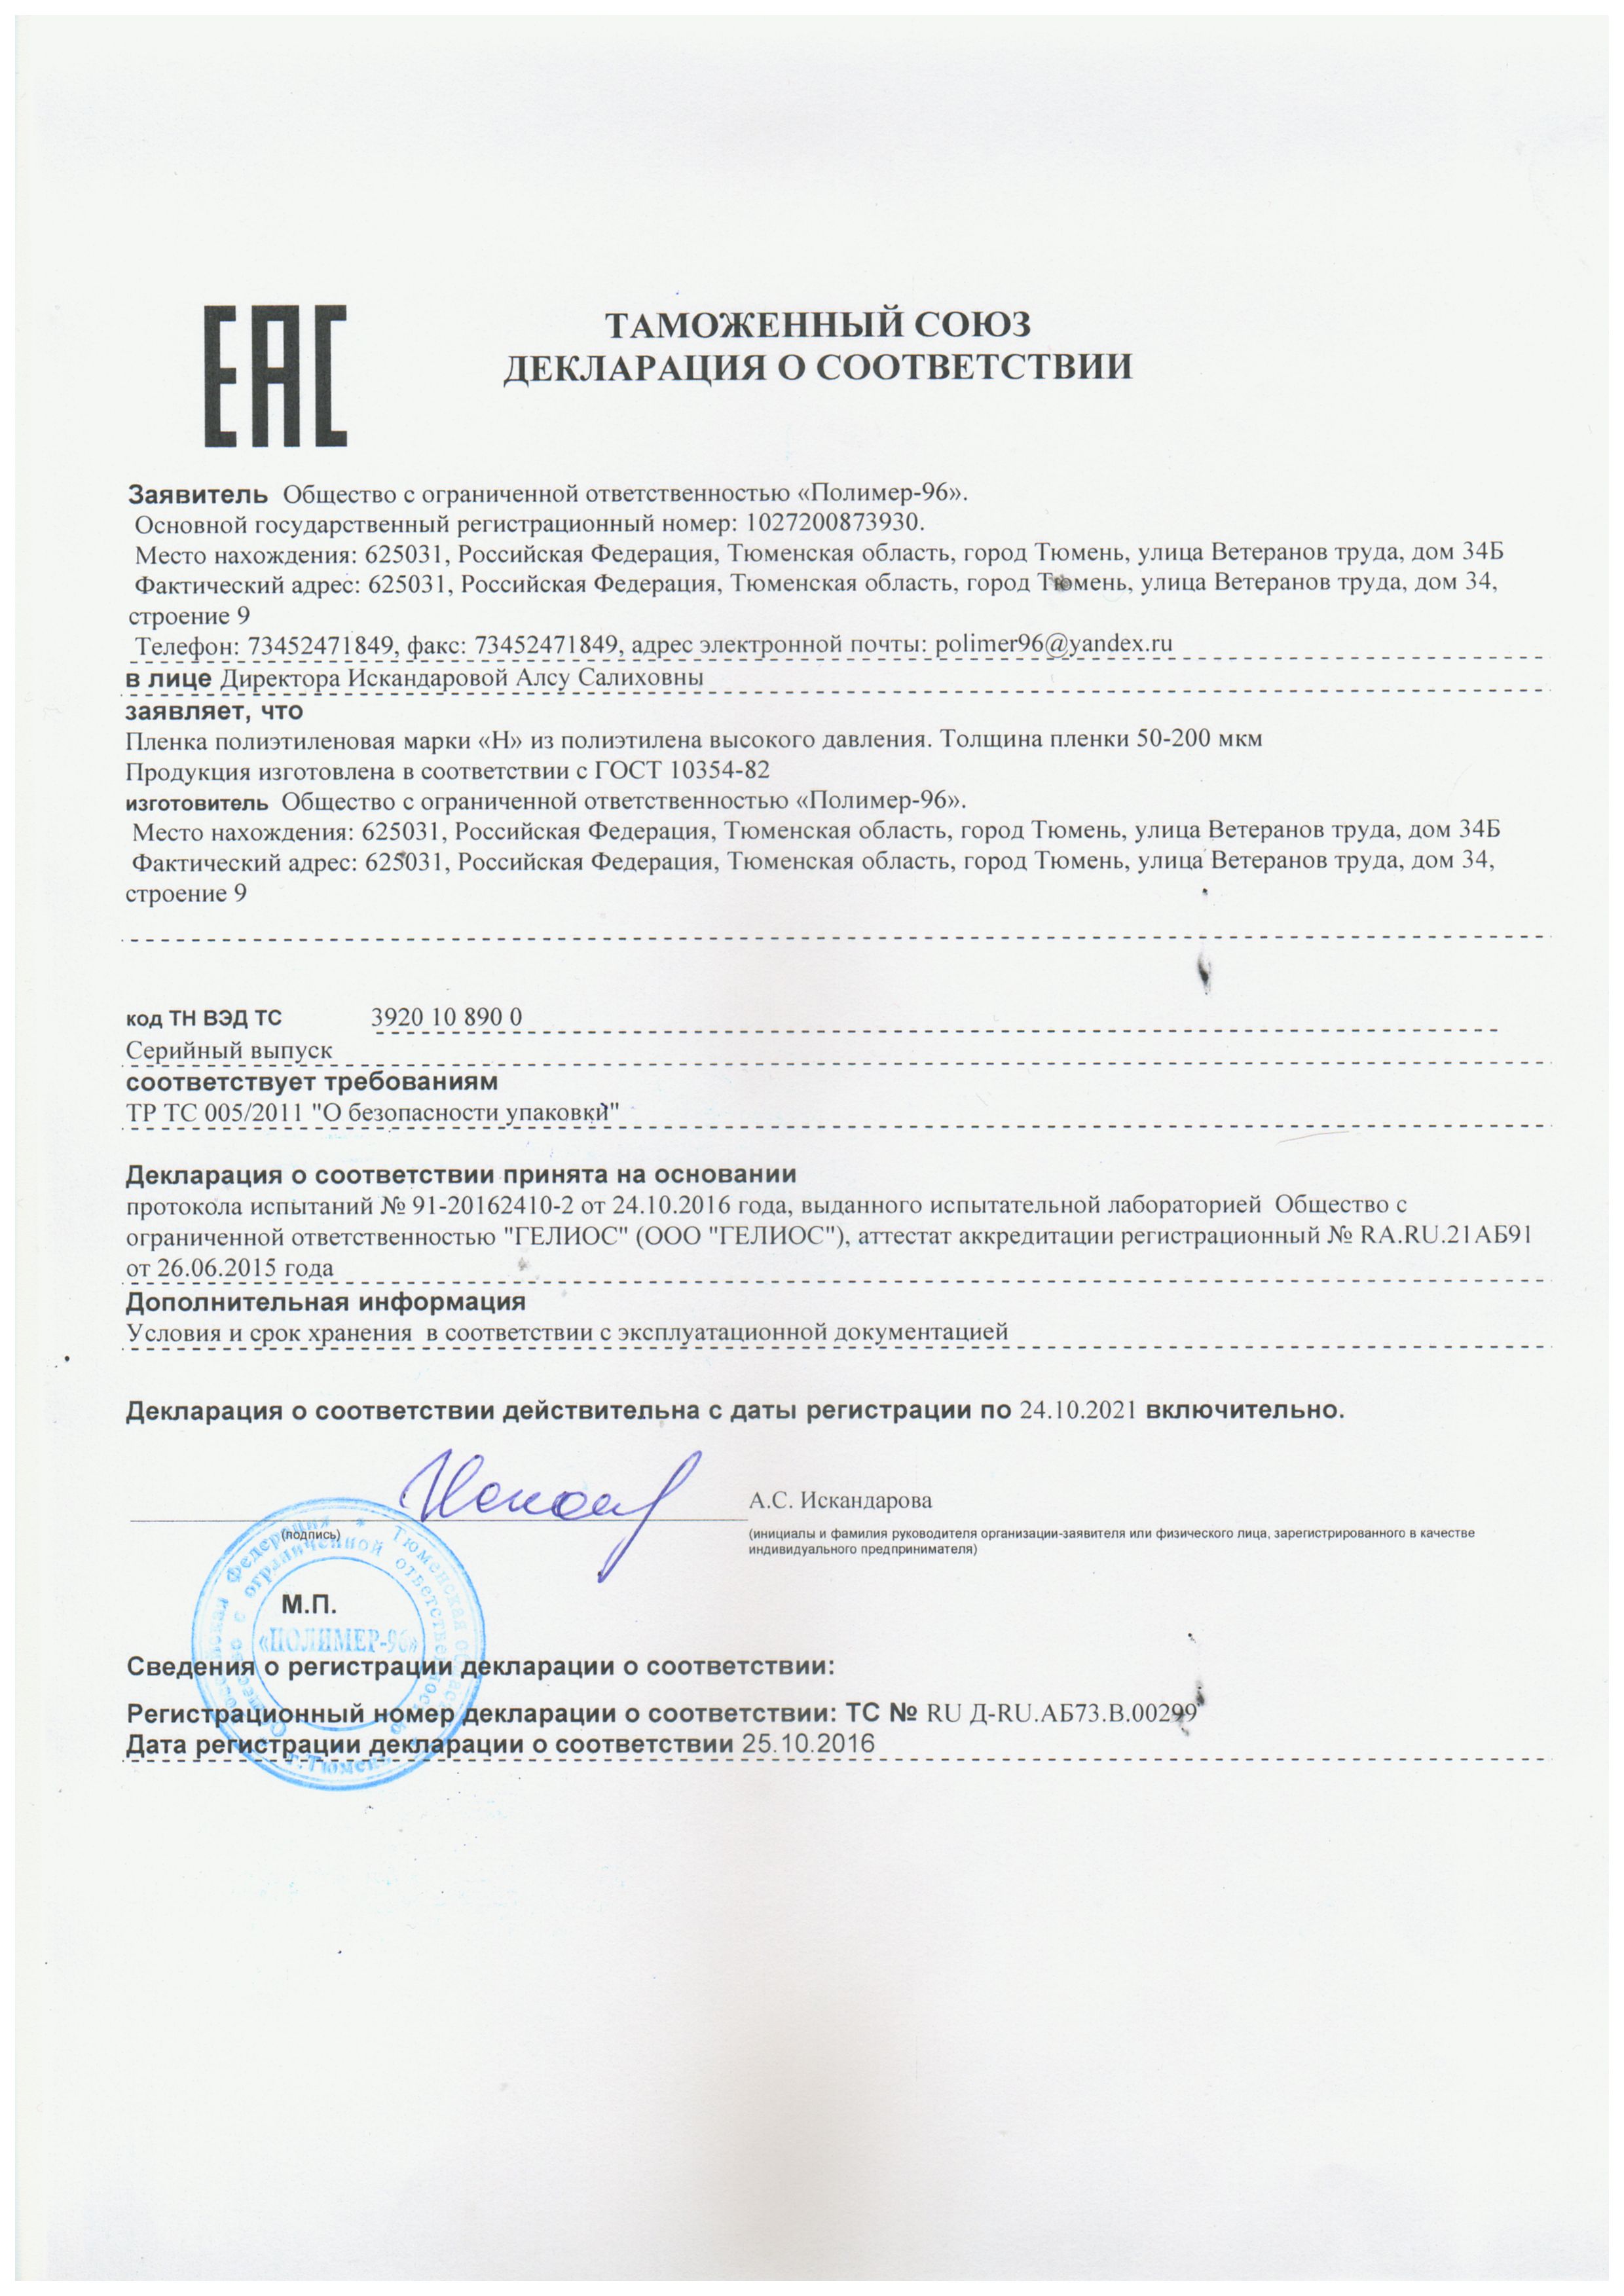 EAC
ТАМОЖЕННЫЙ СОЮЗ
ДЕКЛАРАЦИЯ О СООТВЕТСТВИИ
Заявитель Общество с ограниченной ответственностью «Полимер-96».
Основной государственный регистрационный номер: 1027200873930.
Место нахождения: 625031, Российская Федерация, Тюменская область, город Тюмень, улица Ветеранов труда, дом 34Б
Фактический адрес: 625031, Российская Федерация, Тюменская область, город Тюмень, улица Ветеранов труда, дом 34,
строение 9
Телефон: 73452471849, факс: 73452471849, адрес электронной почты: polimer96@yandex.ru
в лице Директора Искандаровой Алсу Салиховны
заявляет, что
Пленка полиэтиленовая марки «Н» из полиэтилена высокого давления. Толщина пленки 50-200 мкм
Продукция изготовлена в соответствии с ГОСТ 10354-82
изготовитель Общество с ограниченной ответственностью «Полимер-96».
Место нахождения: 625031, Российская Федерация, Тюменская область, город Тюмень, улица Ветеранов труда, дом 34Б
Фактический адрес: 625031, Российская Федерация, Тюменская область, город Тюмень, улица Ветеранов труда, дом 34,
строение 9
код ТН ВЭД ТС 3920 10 890 0
Серийный выпуск
соответствует требованиям
ТР ТС 005/2011 "О безопасности упаковки"
Декларация о соответствии принята на основании
протокола испытаний № 91-20162410-2 от 24.10.2016 года, выданного испытательной лабораторией Общество с
ограниченной ответственностью "ГЕЛИОС" (ООО "ГЕЛИОС"), аттестат аккредитации регистрационный № RA.RU.21АБ91
от 26.06.2015 года
Дополнительная информация
Условия и срок хранения в соответствии с эксплуатационной документацией
Декларация о соответствии действительна с даты регистрации по 24.10.2021 включительно.
А.С. Искандарова
(подпись)
(инициалы и фамилия руководителя организации-заявителя или физического лица, зарегистрированного в качестве
индивидуального предпринимателя)
Российская Федерация * Тюменская область
Общество с ограниченной ответственностью
г.Тюмень
М.П.
«ПОЛИМЕР-96»
Сведения о регистрации декларации о соответствии:
Регистрационный номер декларации о соответствии: ТС № RU Д-RU.АБ73.В.00299
Дата регистрации декларации о соответствии 25.10.2016